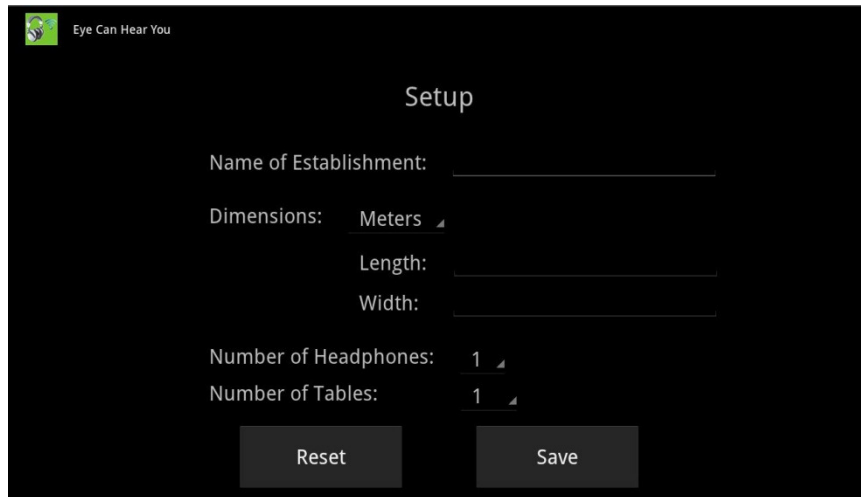 Eye Can Hear You
Setup
Name of Establishment:
Dimensions: Meters
Length:
Width:
Number of Headphones: 1
Number of Tables: 1
Reset Save